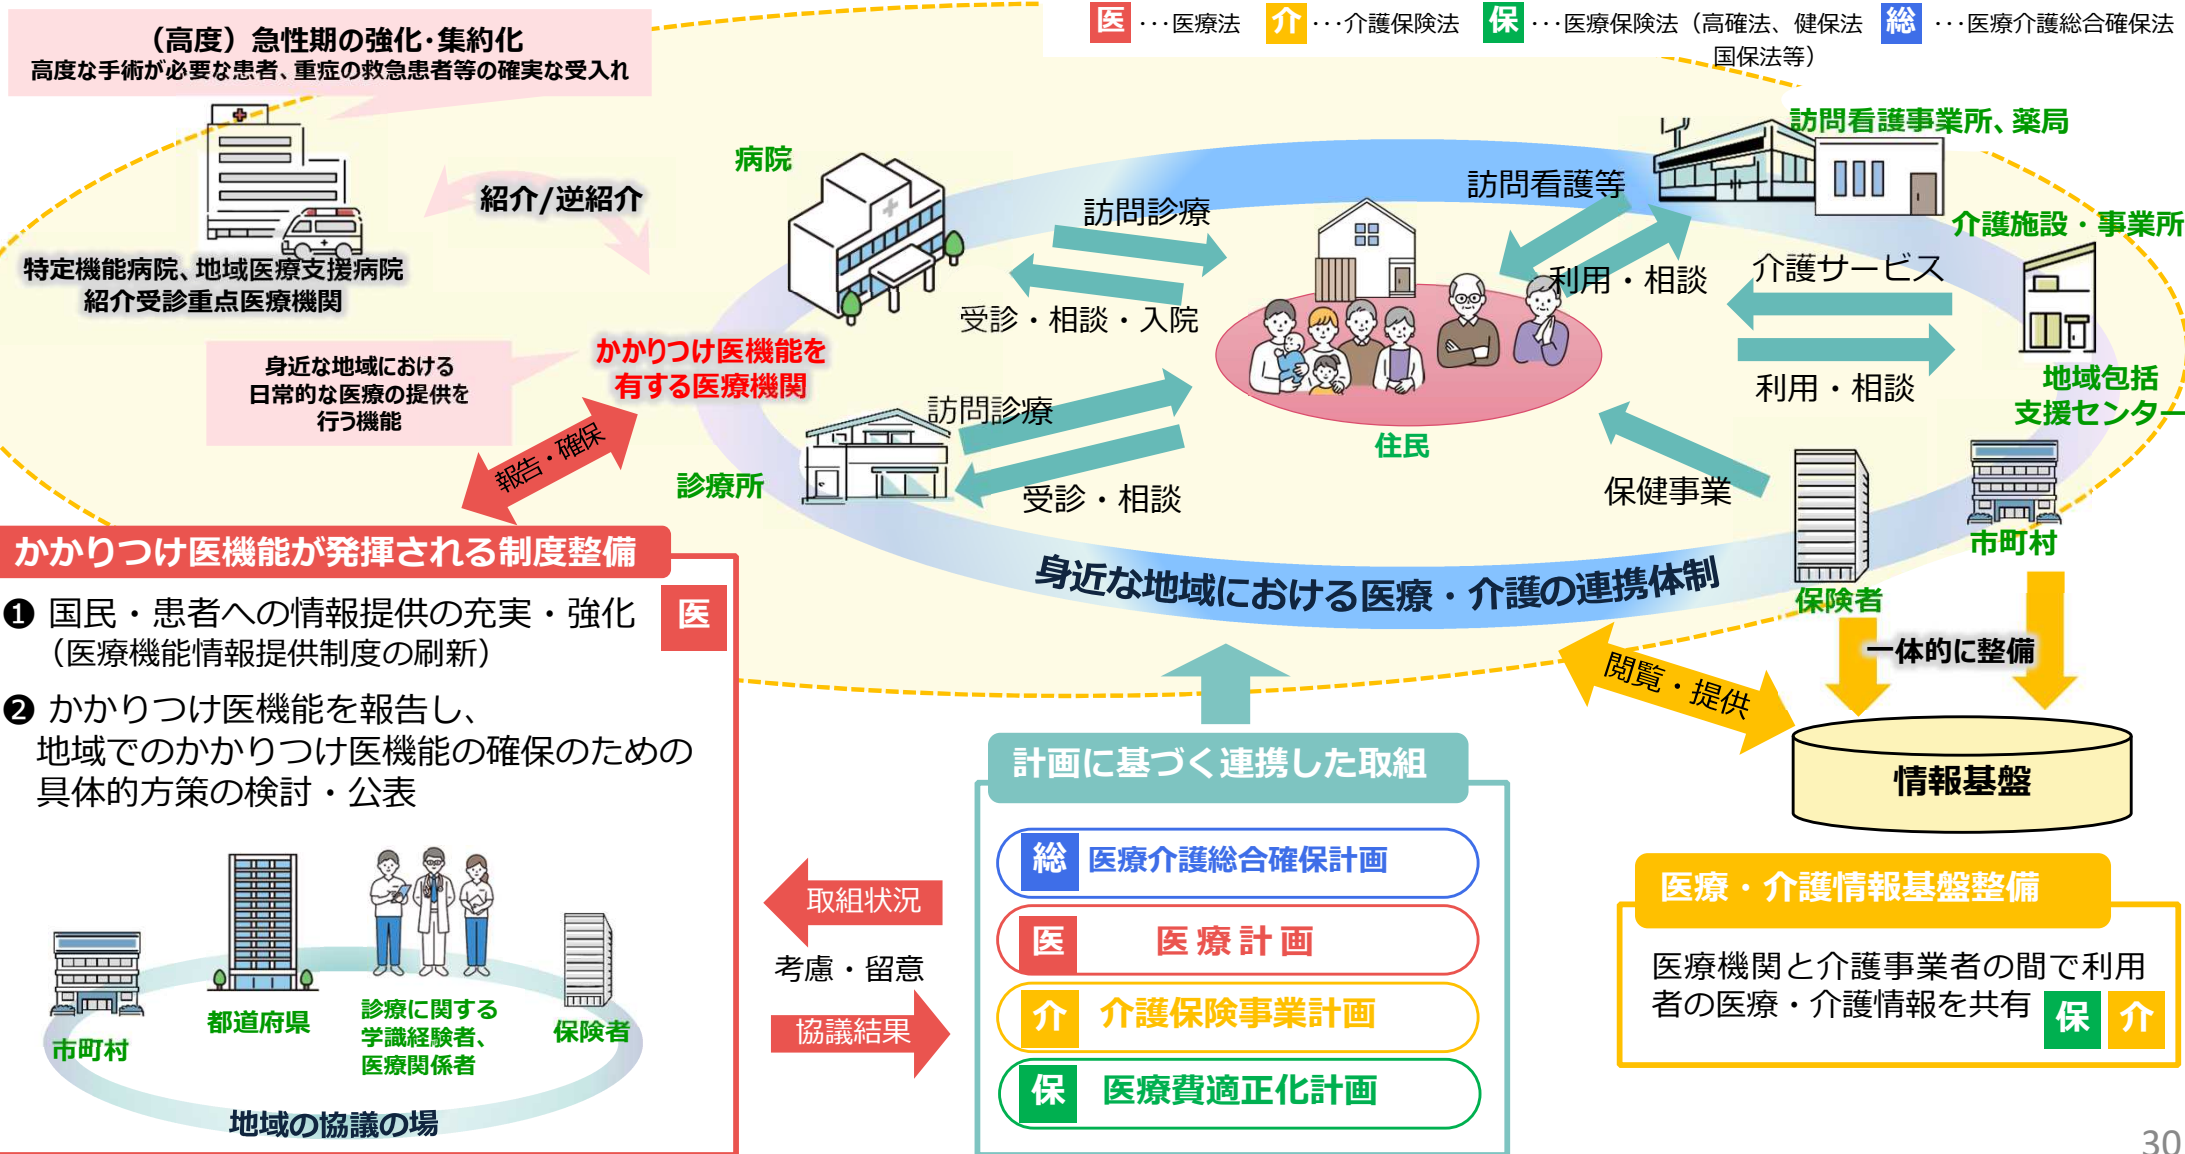 医 ･･･医療法 介 ･･･介護保険法 保 ･･･医療保険法（高確法、健保法 総 ･･･医療介護総合確保法
国保法等）
（高度）急性期の強化･集約化
高度な手術が必要な患者、重症の救急患者等の確実な受入れ
特定機能病院、地域医療支援病院
紹介受診重点医療機関
紹介/逆紹介
病院
訪問診療
受診・相談・入院
訪問看護等
利用・相談
訪問看護事業所、薬局
介護施設・事業所
介護サービス
利用・相談
地域包括
支援センター
身近な地域における
日常的な医療の提供を
行う機能
かかりつけ医機能を
有する医療機関
報告・確保
訪問診療
診療所
受診・相談
住民
保健事業
保険者
市町村
身近な地域における医療・介護の連携体制
一体的に整備
閲覧・提供
情報基盤
かかりつけ医機能が発揮される制度整備
❶ 国民・患者への情報提供の充実・強化 医
（医療機能情報提供制度の刷新）
❷ かかりつけ医機能を報告し、
地域でのかかりつけ医機能の確保のための
具体的方策の検討・公表
市町村
都道府県
診療に関する
学識経験者、
医療関係者
保険者
地域の協議の場
取組状況
考慮・留意
協議結果
計画に基づく連携した取組
総 医療介護総合確保計画
医 医療計画
介 介護保険事業計画
保 医療費適正化計画
医療・介護情報基盤整備
医療機関と介護事業者の間で利用
者の医療・介護情報を共有 保 介
30